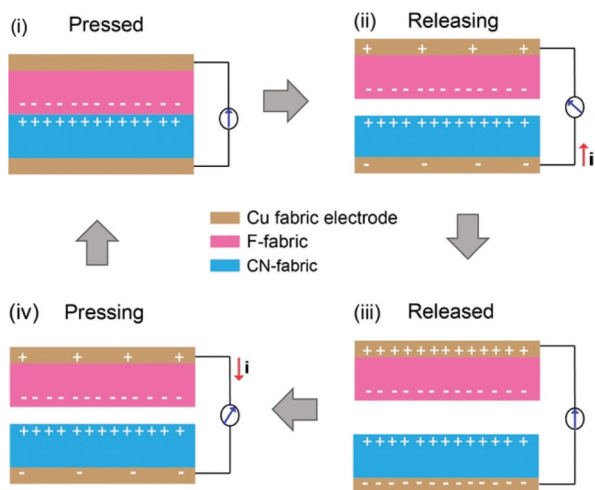 (i) Pressed
(ii) Releasing
+ + + +
- - - - - - - - - - - -
- - - - - - - - - - - -
+ + + + + + + + + + + + +
+ + + + + + + + + + + + +
- - - -
i
Cu fabric electrode
F-fabric
CN-fabric
(iv) Pressing
(iii) Released
+ + + +
i
+ + + + + + + + + + + + +
- - - - - - - - - - - -
- - - - - - - - - - - -
+ + + + + + + + + + + + +
+ + + + + + + + + + + + +
- - - -
- - - - - - - - - - - -